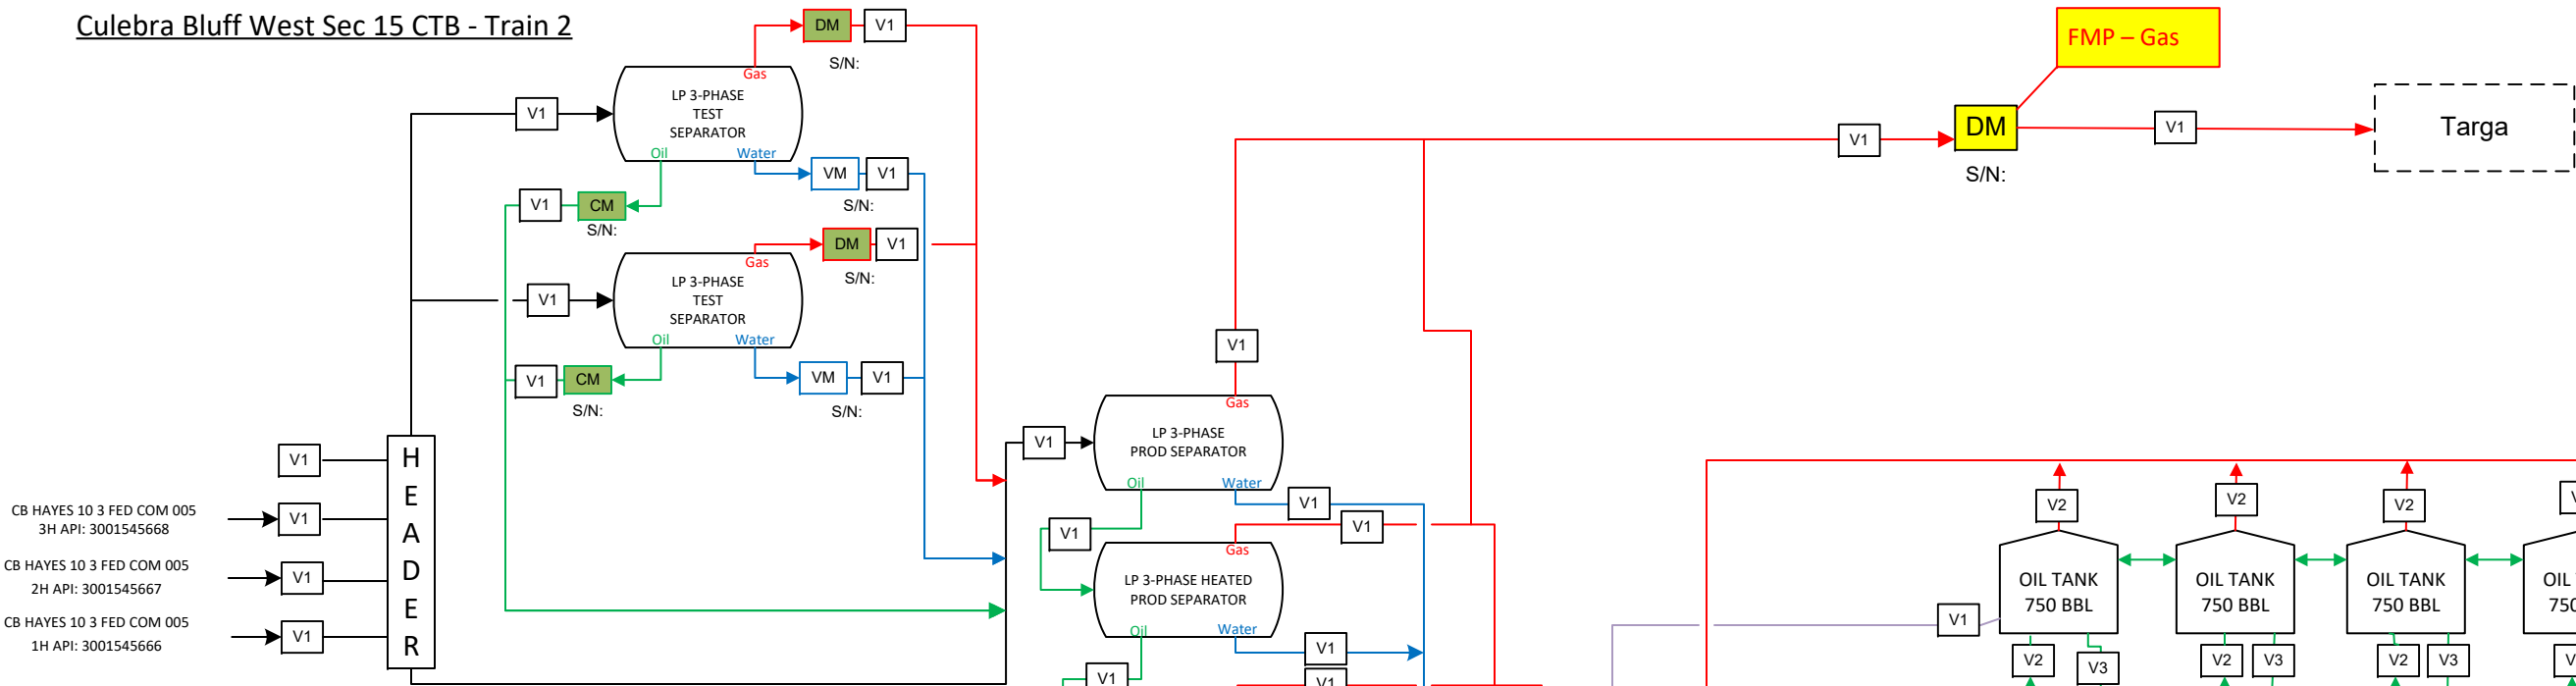 Culebra Bluff West Sec 15 CTB - Train 2
DM
V1
S/N:
Gas
LP 3-PHASE
TEST
SEPARATOR
V1
Oil
Water
VM
V1
S/N:
V1
CM
S/N:
DM
V1
S/N:
Gas
LP 3-PHASE
TEST
SEPARATOR
V1
Oil
Water
VM
V1
S/N:
V1
CM
S/N:
FMP – Gas
V1
DM
S/N:
V1
Targa
V1
HEADER
CB HAYES 10 3 FED COM 005
3H API: 3001545668
V1
CB HAYES 10 3 FED COM 005
2H API: 3001545667
V1
CB HAYES 10 3 FED COM 005
1H API: 3001545666
V1
V1
Gas
V1
LP 3-PHASE
PROD SEPARATOR
Oil
Water
V1
V1
V1
Gas
LP 3-PHASE HEATED
PROD SEPARATOR
Oil
Water
V1
V1
V1
V2
V2
V2
OIL TANK
750 BBL
OIL TANK
750 BBL
OIL TANK
750 BBL
OIL
V1
V2
V3
V2
V3
V2
V3